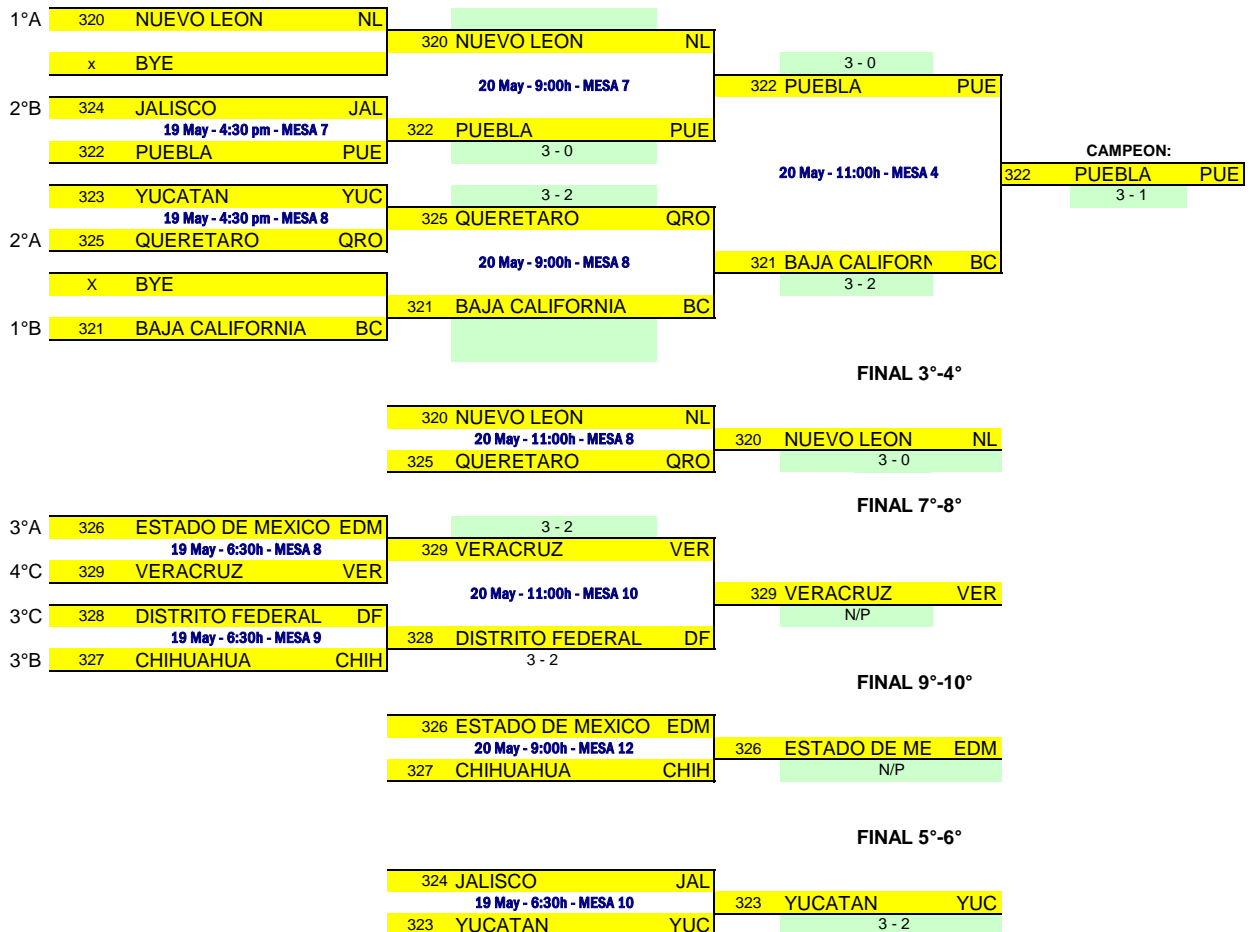 1°A 320 NUEVO LEON NL
320 NUEVO LEON NL
x BYE 3 - 0
20 May - 9:00h - MESA 7 322 PUEBLA PUE
2°B 324 JALISCO JAL
19 May - 4:30 pm - MESA 7 322 PUEBLA PUE
322 PUEBLA PUE 3 - 0 CAMPEON:
20 May - 11:00h - MESA 4 322 PUEBLA PUE
323 YUCATAN YUC 3 - 2 3 - 1
19 May - 4:30 pm - MESA 8 325 QUERETARO QRO
2°A 325 QUERETARO QRO
20 May - 9:00h - MESA 8 321 BAJA CALIFORN BC
X BYE 3 - 2
321 BAJA CALIFORNIA BC
1°B 321 BAJA CALIFORNIA BC
FINAL 3°-4°
320 NUEVO LEON NL
20 May - 11:00h - MESA 8 320 NUEVO LEON NL
325 QUERETARO QRO 3 - 0
FINAL 7°-8°
3°A 326 ESTADO DE MEXICO EDM 3 - 2
19 May - 6:30h - MESA 8 329 VERACRUZ VER
4°C 329 VERACRUZ VER
20 May - 11:00h - MESA 10 329 VERACRUZ VER
3°C 328 DISTRITO FEDERAL DF N/P
19 May - 6:30h - MESA 9 328 DISTRITO FEDERAL DF
3°B 327 CHIHUAHUA CHIH 3 - 2
FINAL 9°-10°
326 ESTADO DE MEXICO EDM
20 May - 9:00h - MESA 12 326 ESTADO DE ME EDM
327 CHIHUAHUA CHIH N/P
FINAL 5°-6°
324 JALISCO JAL
19 May - 6:30h - MESA 10 323 YUCATAN YUC
323 YUCATAN YUC 3 - 2